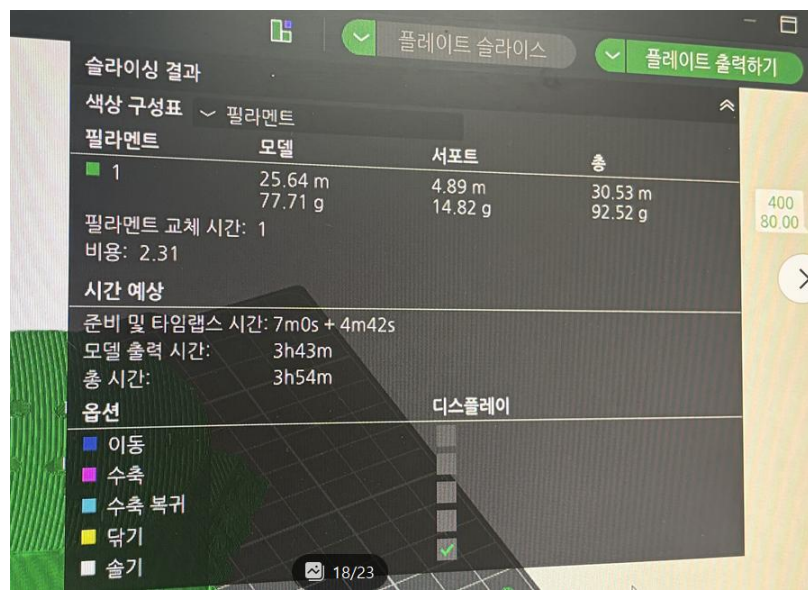 플레이트 슬라이스
플레이트 출력하기
슬라이싱 결과
색상 구성표 필라멘트
필라멘트 모델 서포트 총
1 25.64 m 4.89 m 30.53 m
77.71 g 14.82 g 92.52 g
필라멘트 교체 시간: 1
비용: 2.31
400
80.00
시간 예상
준비 및 타임랩스 시간: 7m0s + 4m42s
모델 출력 시간: 3h43m
총 시간: 3h54m
옵션 디스플레이
이동
수축
수축 복귀
닦기
솔기
18/23